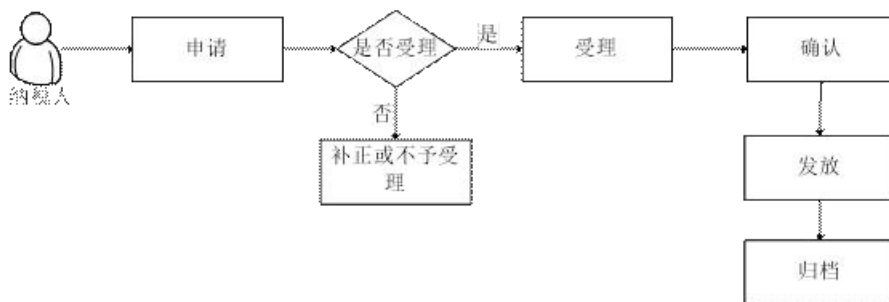 纳税人
申请
是否受理
是
受理
确认
否
补正或不予受
理
发放
归档